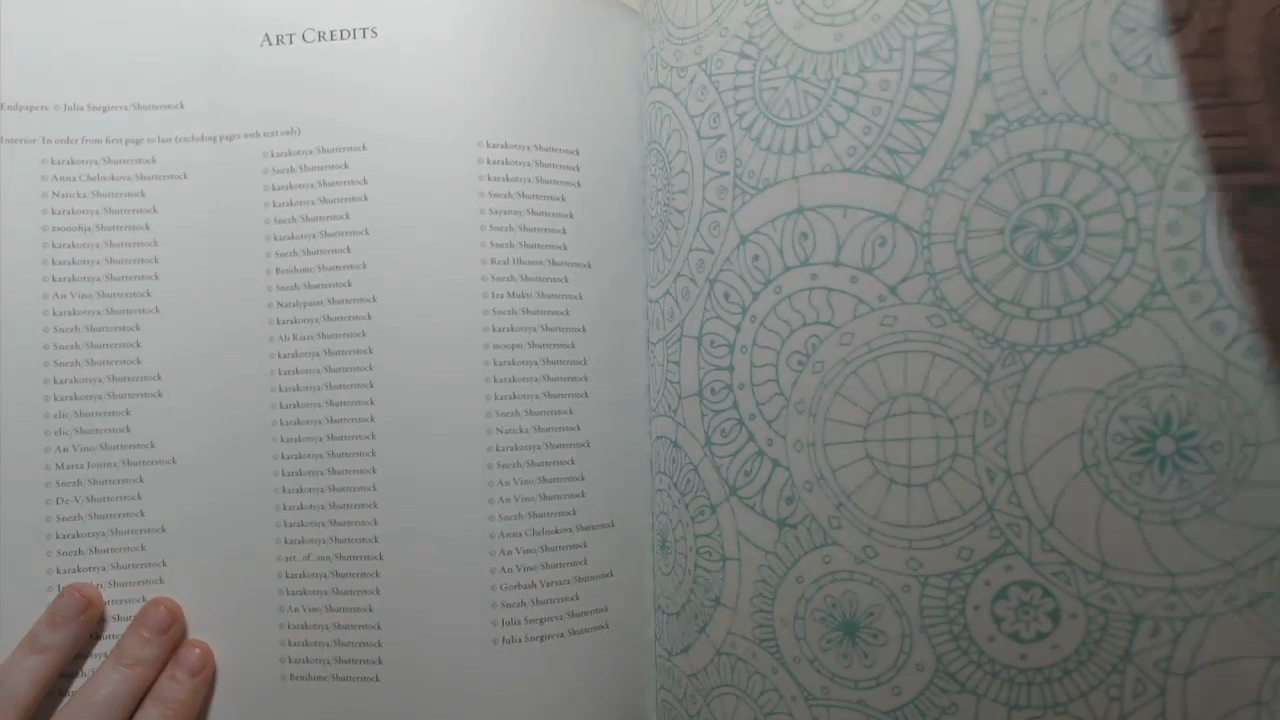 ART CREDITS
Endpapers: © Julia Snegireva/Shutterstock
Interior: In order from first page to last (excluding pages with text only)
© karakotsya/Shutterstock
© Anna Chelnokova/Shutterstock
© Naticka/Shutterstock
© karakotsya/Shutterstock
© zsooofija/Shutterstock
© karakotsya/Shutterstock
© karakotsya/Shutterstock
© karakotsya/Shutterstock
© An Vino/Shutterstock
© karakotsya/Shutterstock
© Snezh/Shutterstock
© Snezh/Shutterstock
© Snezh/Shutterstock
© karakotsya/Shutterstock
© karakotsya/Shutterstock
© elic/Shutterstock
© elic/Shutterstock
© An Vino/Shutterstock
© Marta Jonina/Shutterstock
© Snezh/Shutterstock
© De-V/Shutterstock
© Snezh/Shutterstock
© karakotsya/Shutterstock
© Snezh/Shutterstock
© karakotsya/Shutterstock
© karakotsya/Shutterstock
© Snezh/Shutterstock
© karakotsya/Shutterstock
© karakotsya/Shutterstock
© Snezh/Shutterstock
© karakotsya/Shutterstock
© Snezh/Shutterstock
© Benihime/Shutterstock
© Snezh/Shutterstock
© Natalypaint/Shutterstock
© karakotsya/Shutterstock
© Ali Riazi/Shutterstock
© karakotsya/Shutterstock
© karakotsya/Shutterstock
© karakotsya/Shutterstock
© karakotsya/Shutterstock
© karakotsya/Shutterstock
© karakotsya/Shutterstock
© karakotsya/Shutterstock
© karakotsya/Shutterstock
© karakotsya/Shutterstock
© karakotsya/Shutterstock
© karakotsya/Shutterstock
© karakotsya/Shutterstock
© art_of_sun/Shutterstock
© karakotsya/Shutterstock
© karakotsya/Shutterstock
© An Vino/Shutterstock
© karakotsya/Shutterstock
© karakotsya/Shutterstock
© karakotsya/Shutterstock
© Benihime/Shutterstock
© karakotsya/Shutterstock
© karakotsya/Shutterstock
© karakotsya/Shutterstock
© Snezh/Shutterstock
© Sayanny/Shutterstock
© Snezh/Shutterstock
© Snezh/Shutterstock
© Real Illusion/Shutterstock
© Snezh/Shutterstock
© Ira Mukti/Shutterstock
© Snezh/Shutterstock
© karakotsya/Shutterstock
© moopsi/Shutterstock
© karakotsya/Shutterstock
© karakotsya/Shutterstock
© karakotsya/Shutterstock
© Snezh/Shutterstock
© Naticka/Shutterstock
© karakotsya/Shutterstock
© Snezh/Shutterstock
© An Vino/Shutterstock
© An Vino/Shutterstock
© Snezh/Shutterstock
© Anna Chelnokova/Shutterstock
© An Vino/Shutterstock
© An Vino/Shutterstock
© Gorbash Varvara/Shutterstock
© Snezh/Shutterstock
© Julia Snegireva/Shutterstock
© Julia Snegireva/Shutterstock